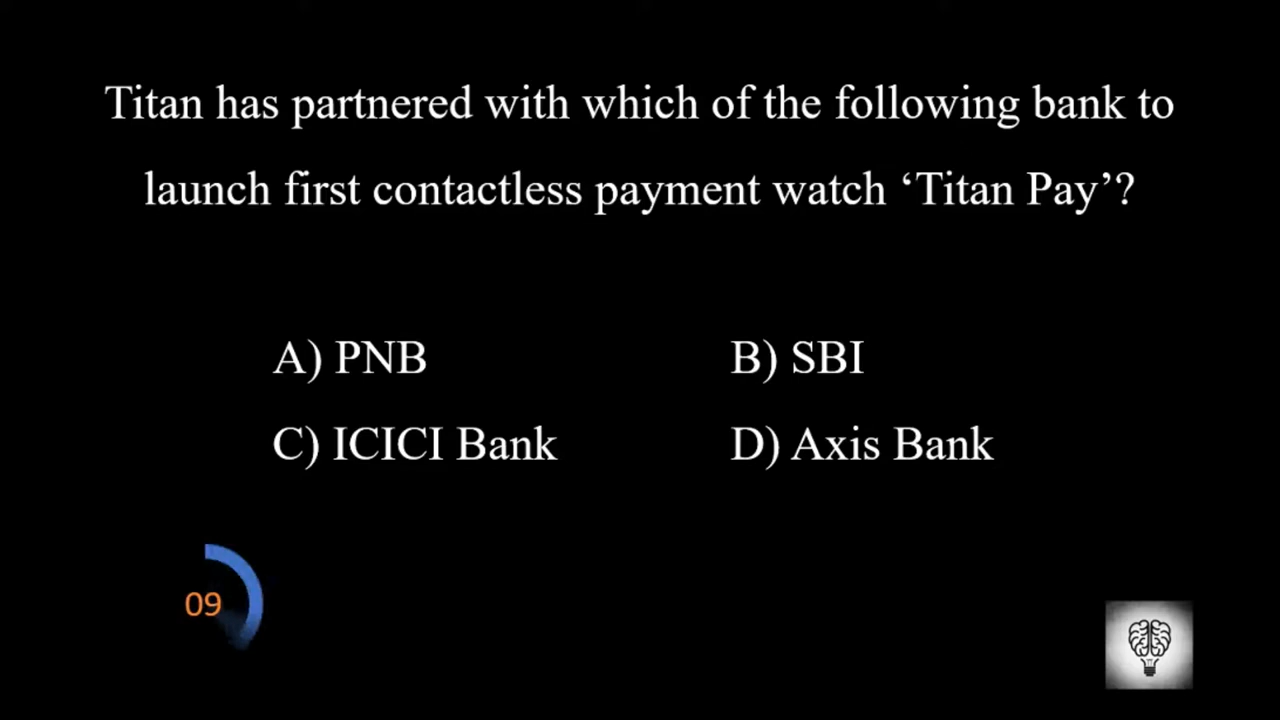 Titan has partnered with which of the following bank to
launch first contactless payment watch ‘Titan Pay’?
A) PNB
B) SBI
C) ICICI Bank
D) Axis Bank
09